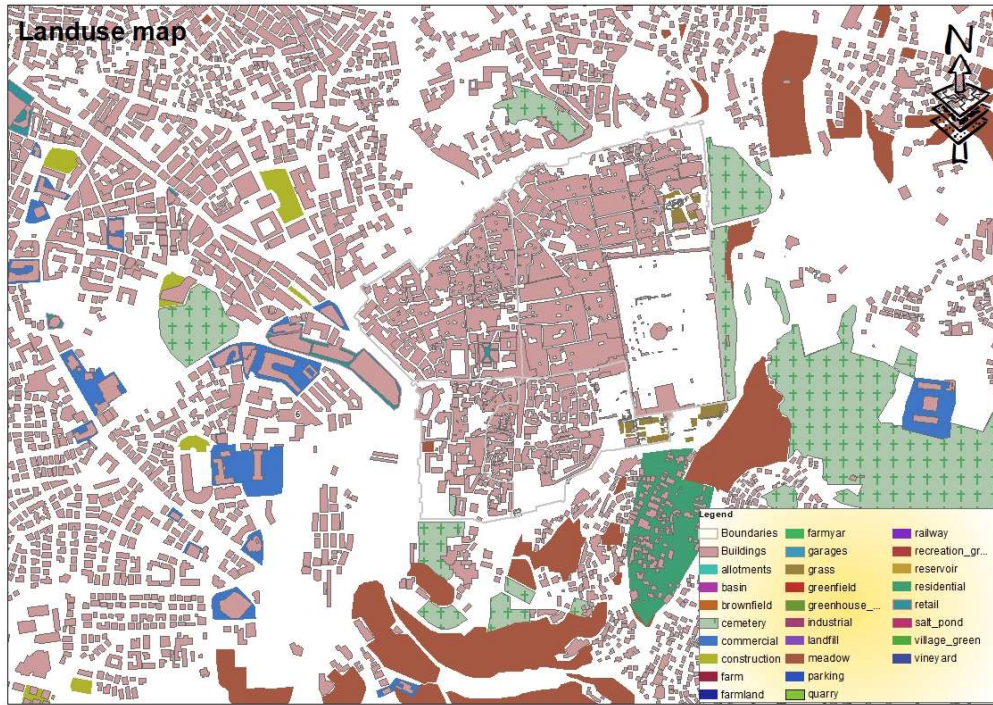 Landuse map
N
6
Legend
Boundaries
Buildings
allotments
basin
brownfield
cemetery
commercial
construction
farm
farmland
farmyar
garages
grass
greenfield
greenhouse_...
industrial
landfill
meadow
parking
quarry
railway
recreation_gr...
reservoir
residential
retail
salt_pond
village_green
vineyard